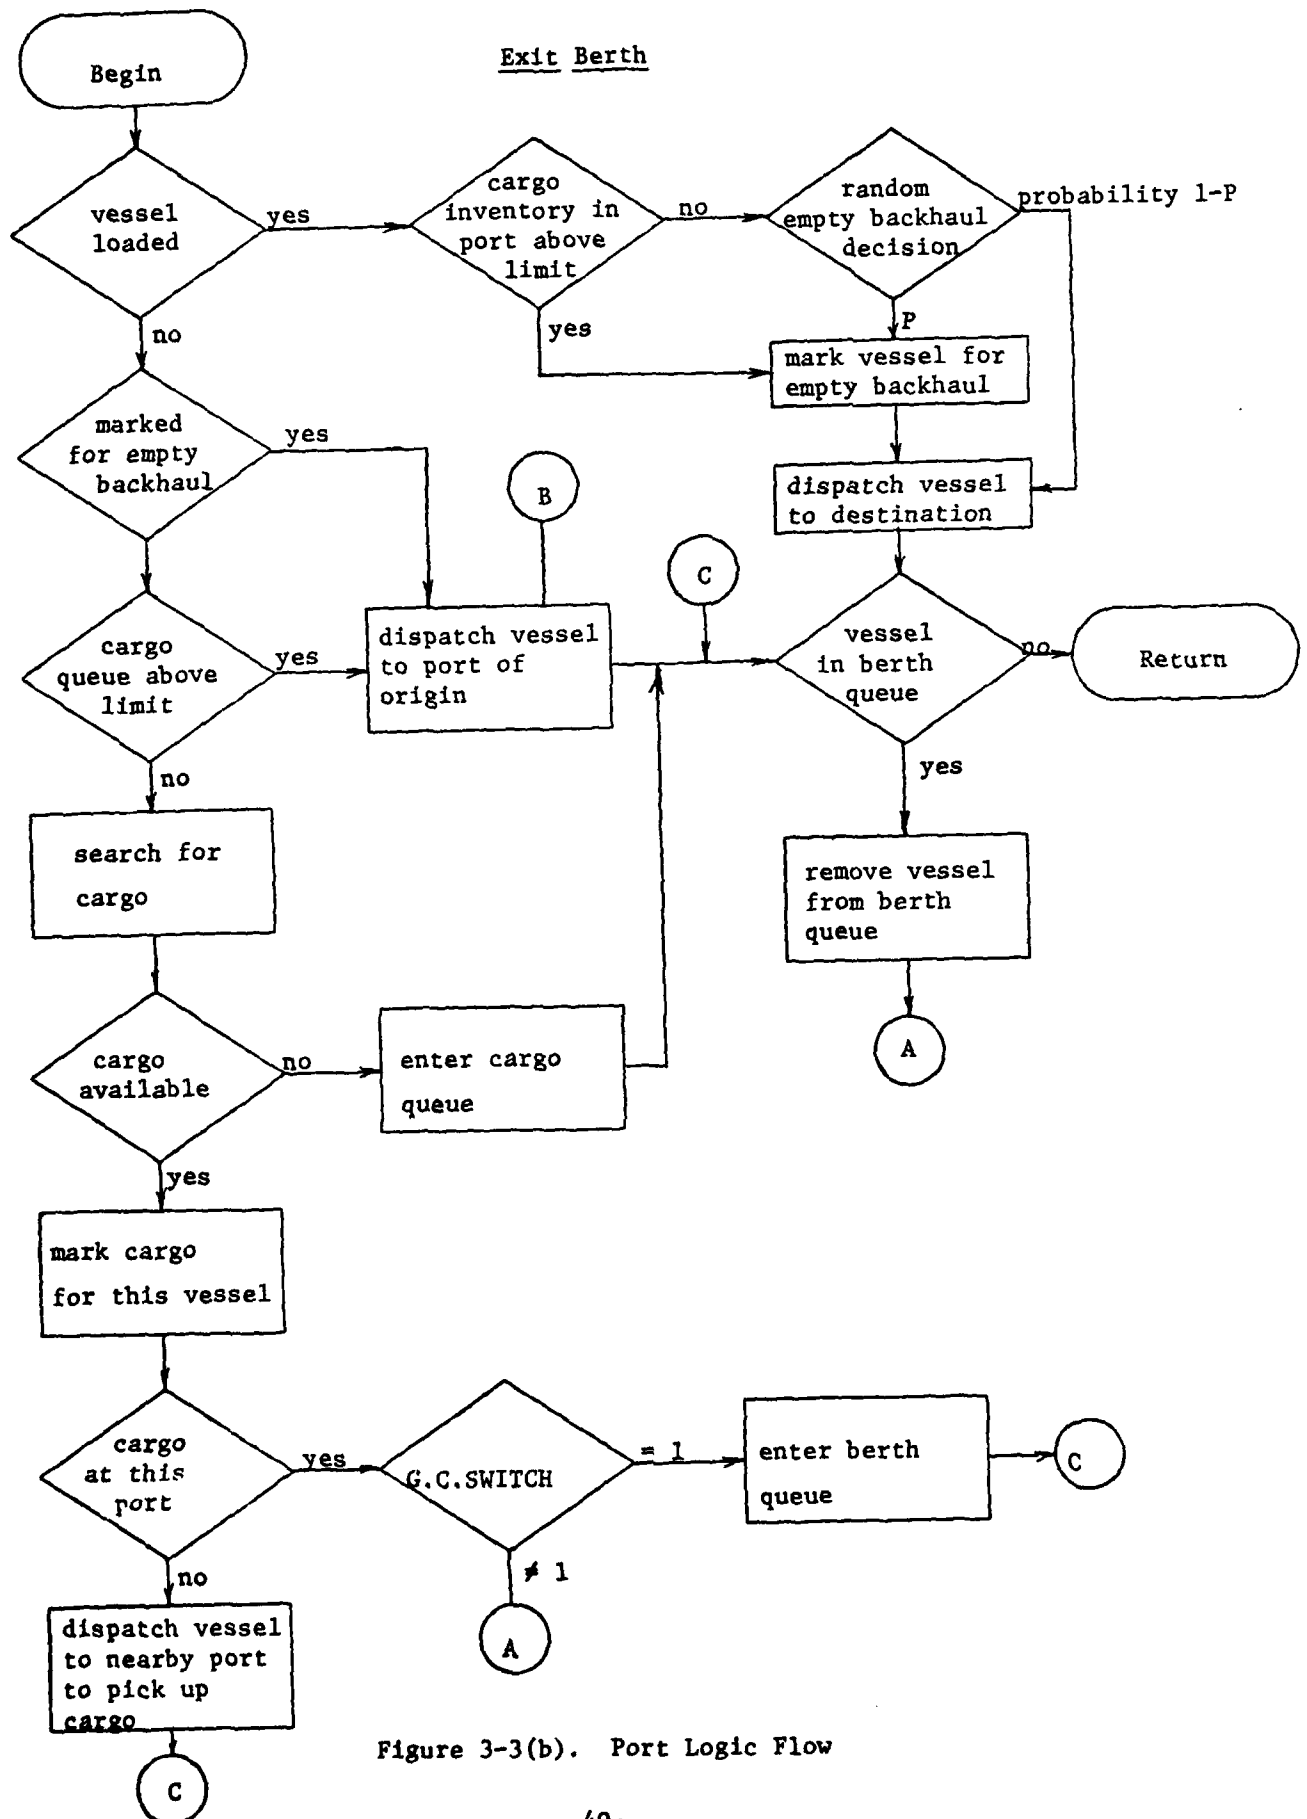 Exit Berth
Begin
vessel
loaded
yes
cargo
inventory in
port above
limit
no
random
empty backhaul
decision
probability 1-P
no
yes
P
mark vessel for
empty backhaul
marked
for empty
backhaul
yes
B
dispatch vessel
to destination
C
cargo
queue above
limit
yes
dispatch vessel
to port of
origin
vessel
in berth
queue
no
Return
no
yes
search for
cargo
remove vessel
from berth
queue
A
cargo
available
no
enter cargo
queue
yes
mark cargo
for this vessel
cargo
at this
port
yes
G.C.SWITCH
= 1
enter berth
queue
C
no
≠ 1
A
dispatch vessel
to nearby port
to pick up
cargo
C
Figure 3-3(b). Port Logic Flow